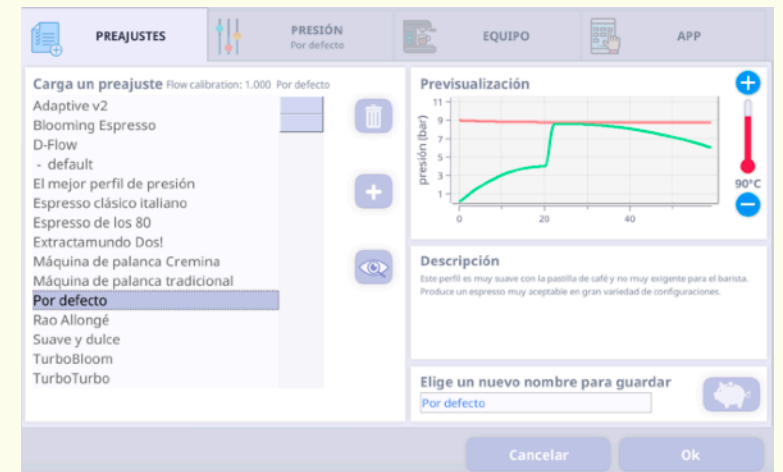 PREAJUSTES
PRESIÓN
Por defecto
EQUIPO
APP
Carga un preajuste Flow calibration: 1.000 Por defecto
Adaptive v2
Blooming Espresso
D-Flow
- default
El mejor perfil de presión
Espresso clásico italiano
Espresso de los 80
Extractamundo Dos!
Máquina de palanca Cremina
Máquina de palanca tradicional
Por defecto
Rao Allongé
Suave y dulce
TurboBloom
TurboTurbo
Previsualización
presión (bar)
11
9
7
5
3
1
0 20 40
90°C
Descripción
Este perfil es muy suave con la pastilla de café y no muy exigente para el barista.
Produce un espresso muy aceptable en gran variedad de configuraciones.
Elige un nuevo nombre para guardar
Por defecto
Cancelar
Ok